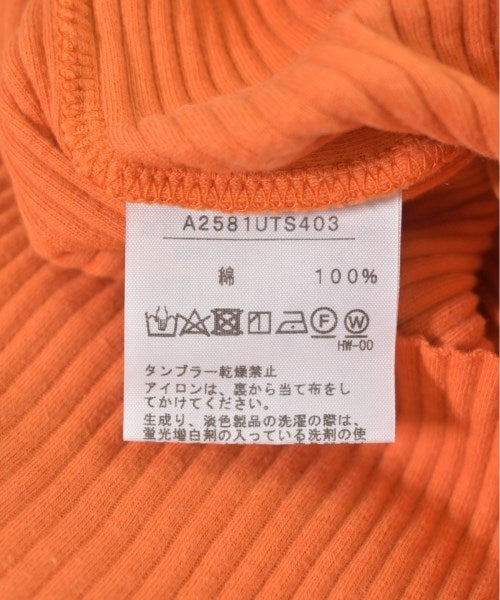 A2581UTS403
綿 100%
F W
HW-00
タンブラー乾燥禁止
アイロンは、裏から当て布をし
てかけてください。
生成り、淡色製品の洗濯の際は、
蛍光増白剤の入っている洗剤の使